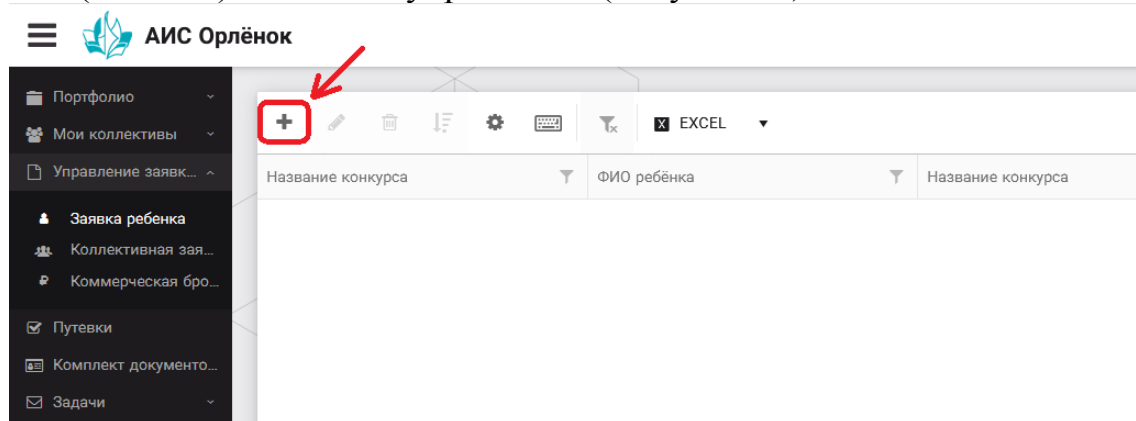 АИС Орлёнок
Портфолио
Мои коллективы
Управление заявк...
Заявка ребенка
Коллективная зая...
Коммерческая бро...
Путевки
Комплект документо...
Задачи
EXCEL
Название конкурса ФИО ребёнка Название конкурса